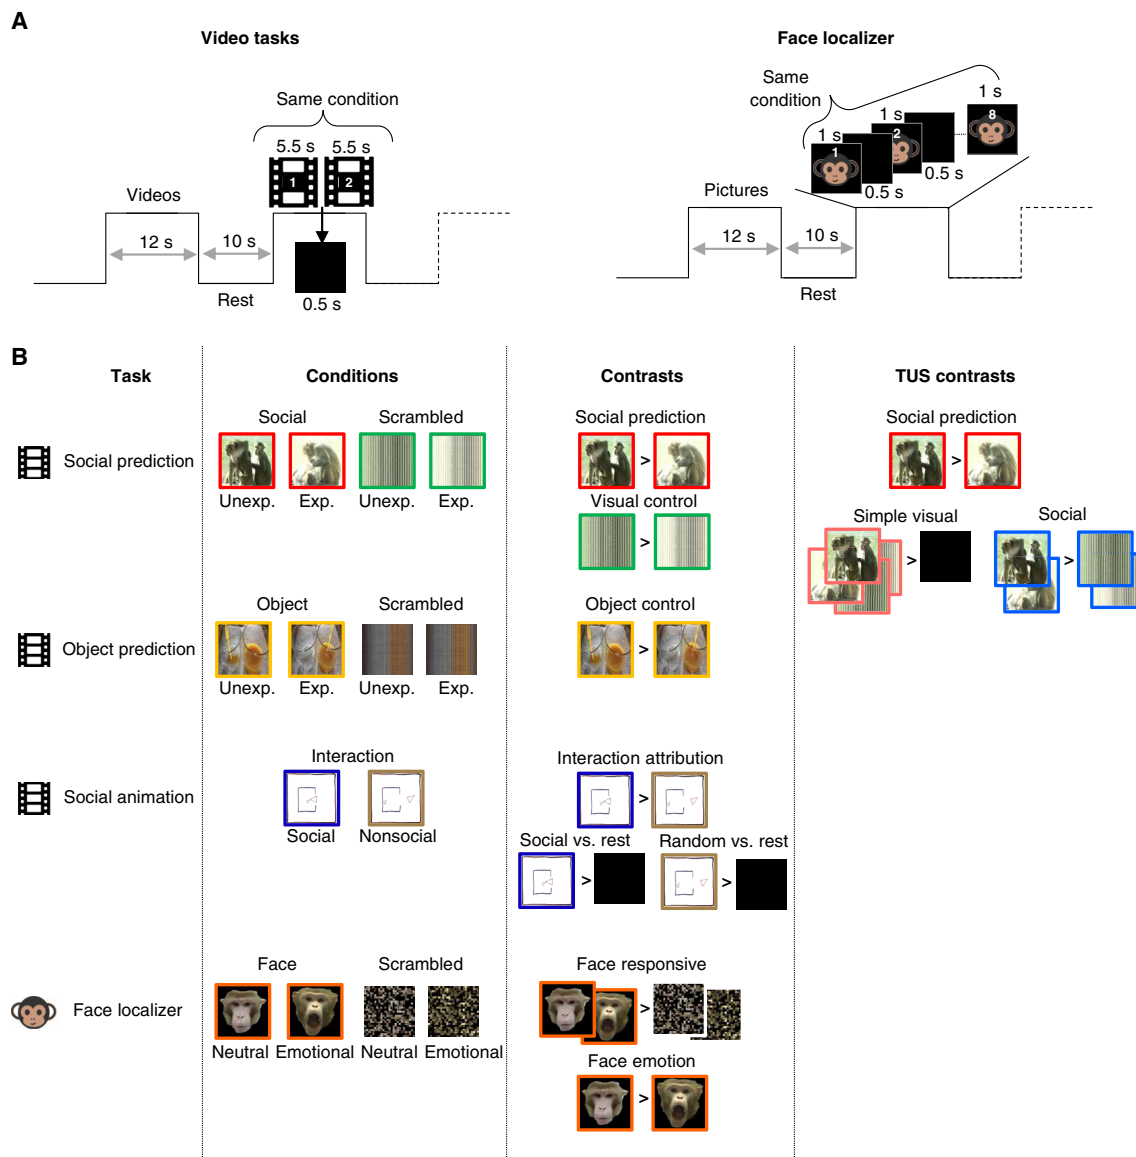 A
Video tasks
Face localizer
Same condition
5.5 s 5.5 s
1 2
Videos
12 s 10 s
Rest
0.5 s
Same
condition
1 s
8
1 s
2
1 s
1
0.5 s
0.5 s
Pictures
12 s 10 s
Rest
B
Task Conditions Contrasts TUS contrasts
Social Scrambled Social prediction Social prediction
Social prediction > >
Unexp. Exp. Unexp. Exp.
Visual control Simple visual Social
> > >
Object Scrambled Object control
Object prediction >
Unexp. Exp. Unexp. Exp.
Interaction Interaction attribution
Social animation >
Social Nonsocial Social vs. rest Random vs. rest
> >
Face Scrambled Face responsive
Face localizer >
Neutral Emotional Neutral Emotional
Face emotion
>